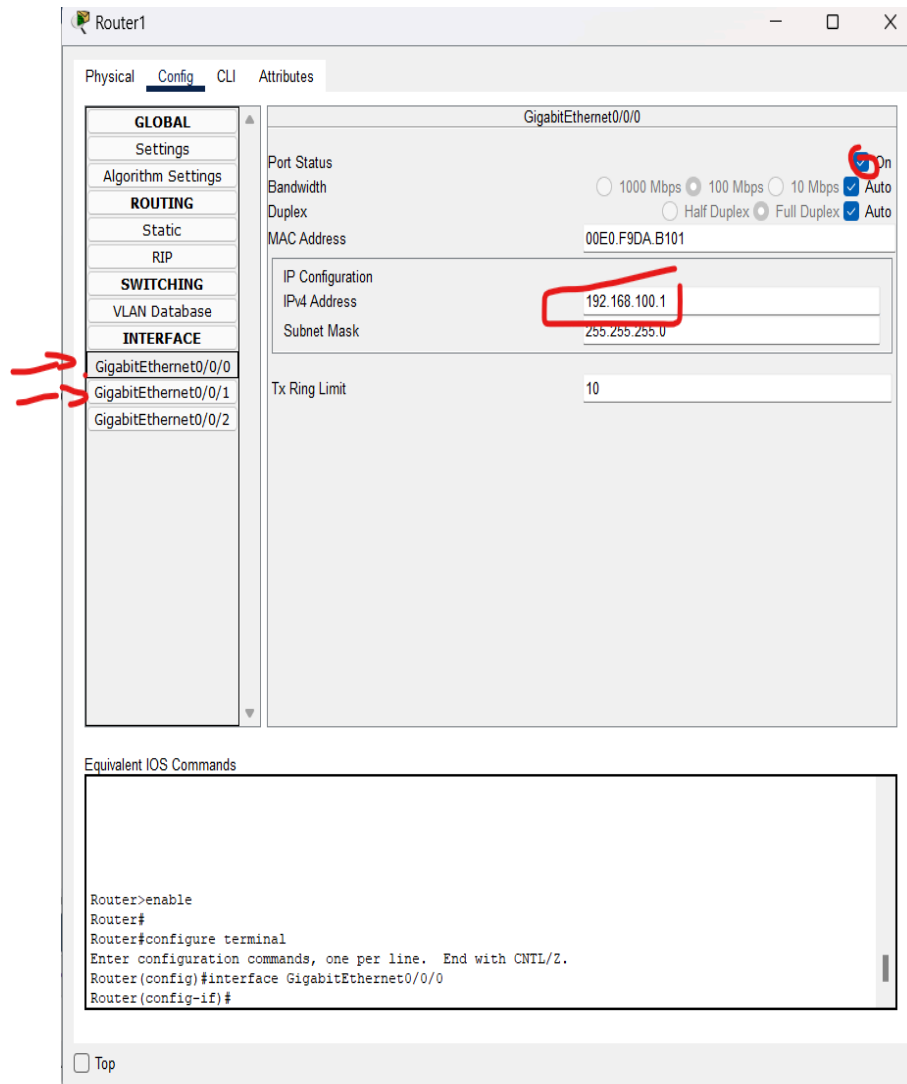 Router1
Physical Config CLI Attributes
GLOBAL
Settings
Algorithm Settings
ROUTING
Static
RIP
SWITCHING
VLAN Database
INTERFACE
GigabitEthernet0/0/0
GigabitEthernet0/0/1
GigabitEthernet0/0/2
GigabitEthernet0/0/0
Port Status On
Bandwidth 1000 Mbps 100 Mbps 10 Mbps Auto
Duplex Half Duplex Full Duplex Auto
MAC Address 00E0.F9DA.B101
IP Configuration
IPv4 Address 192.168.100.1
Subnet Mask 255.255.255.0
Tx Ring Limit 10
Equivalent IOS Commands
Router>enable
Router#
Router#configure terminal
Enter configuration commands, one per line. End with CNTL/Z.
Router(config)#interface GigabitEthernet0/0/0
Router(config-if)#
Top